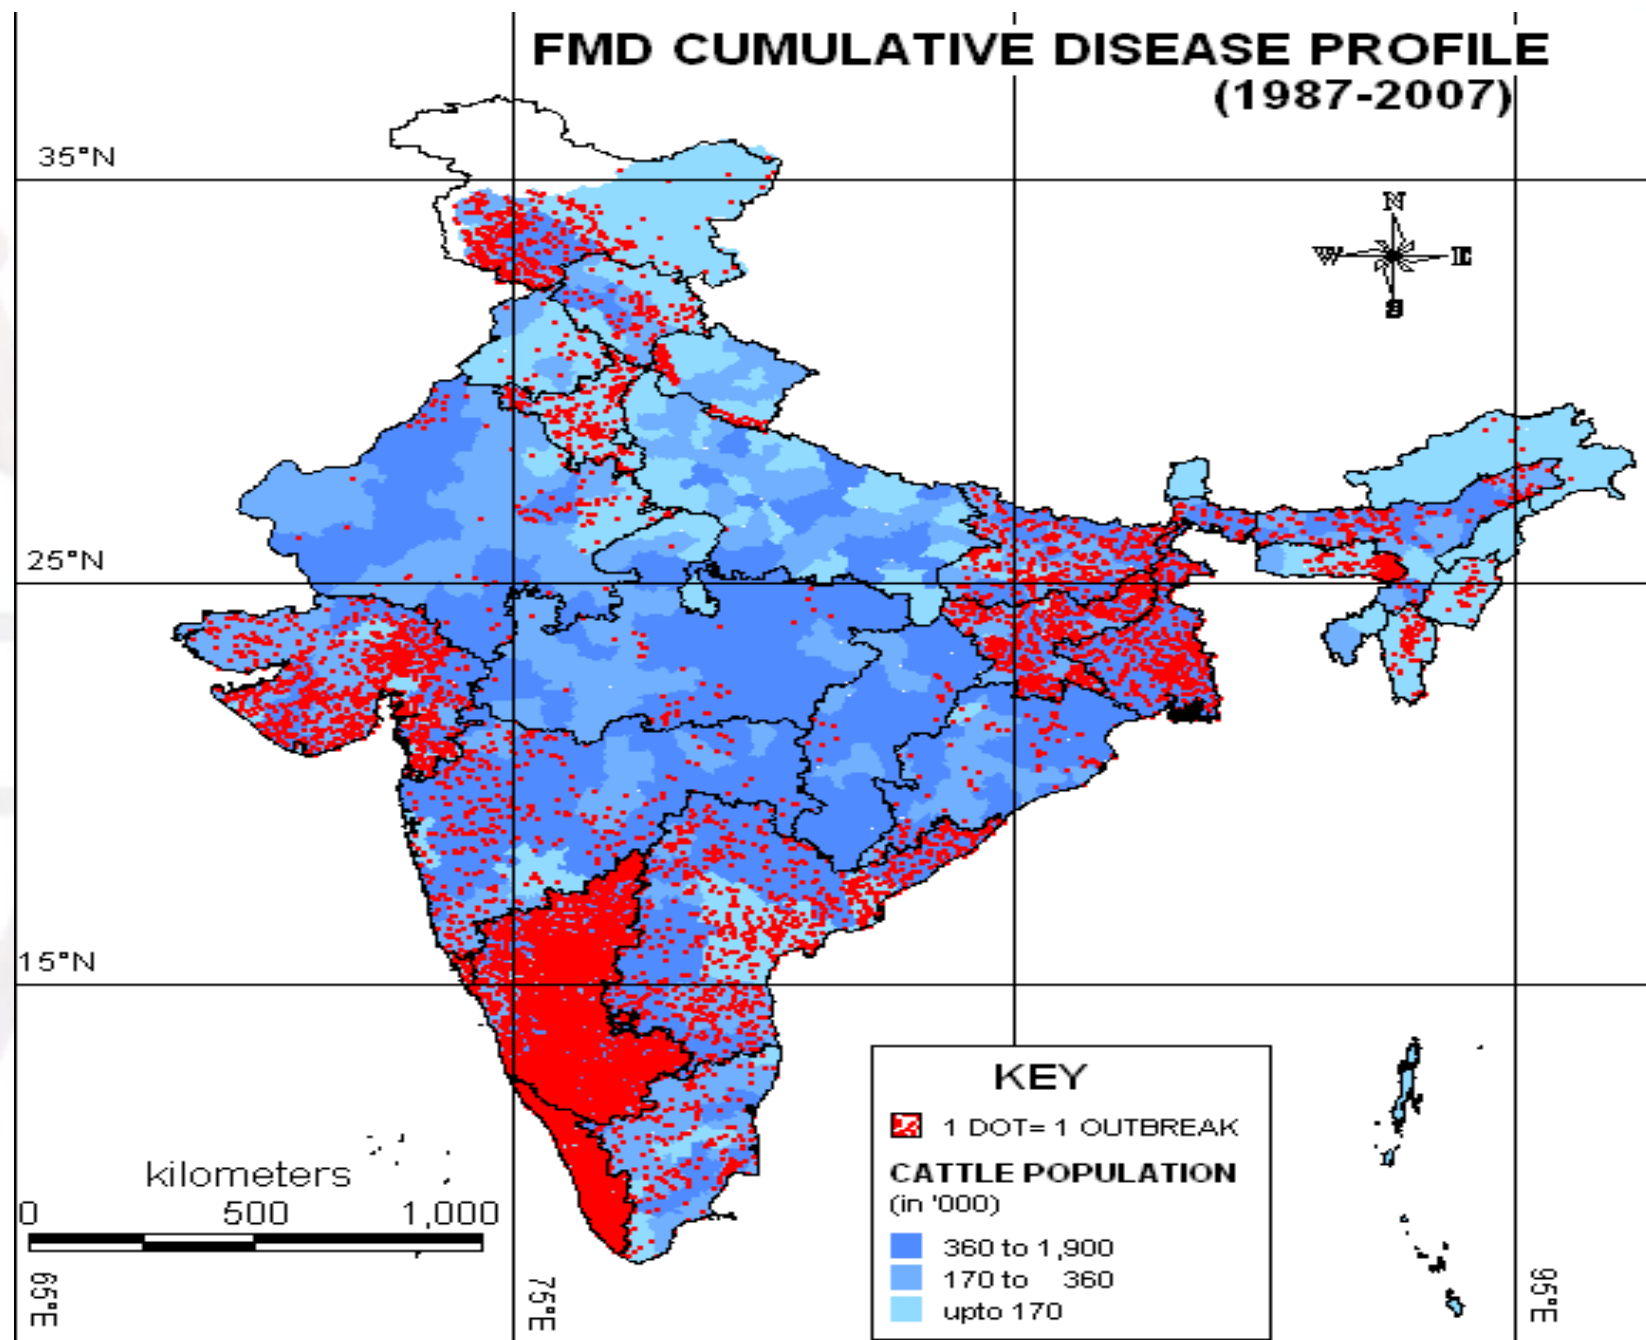 FMD CUMULATIVE DISEASE PROFILE
(1987-2007)
35°N
N
W E
S
25°N
15°N
KEY
1 DOT= 1 OUTBREAK
CATTLE POPULATION
(in '000)
360 to 1,900
170 to 360
upto 170
kilometers
0 500 1,000
65°E
75°E
95°E